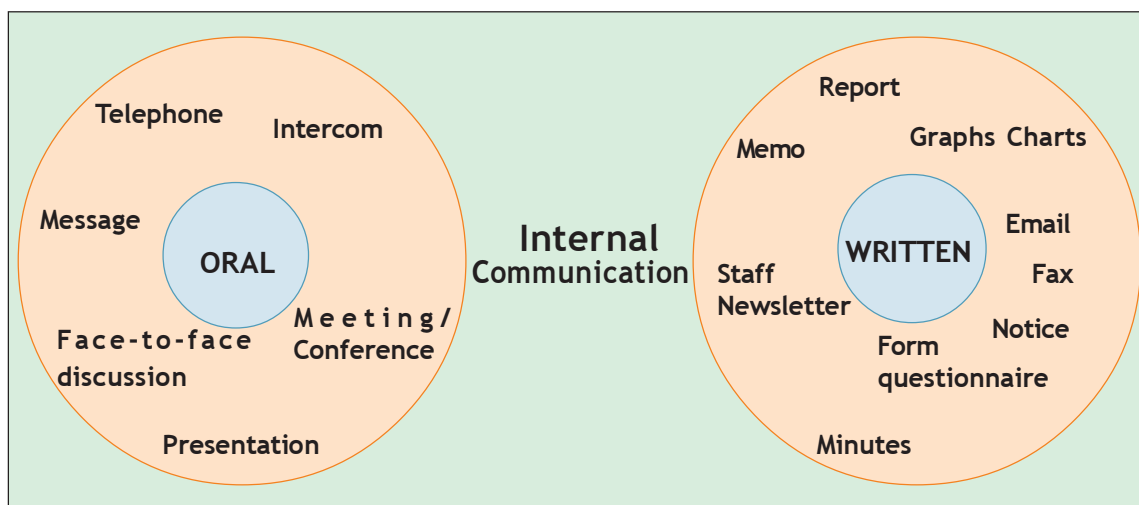 Telephone
Intercom
Message
ORAL
Face-to-face
discussion
Meeting/
Conference
Presentation
Internal
Communication
Report
Graphs Charts
Memo
Email
WRITTEN
Staff
Newsletter
Fax
Notice
Form
questionnaire
Minutes